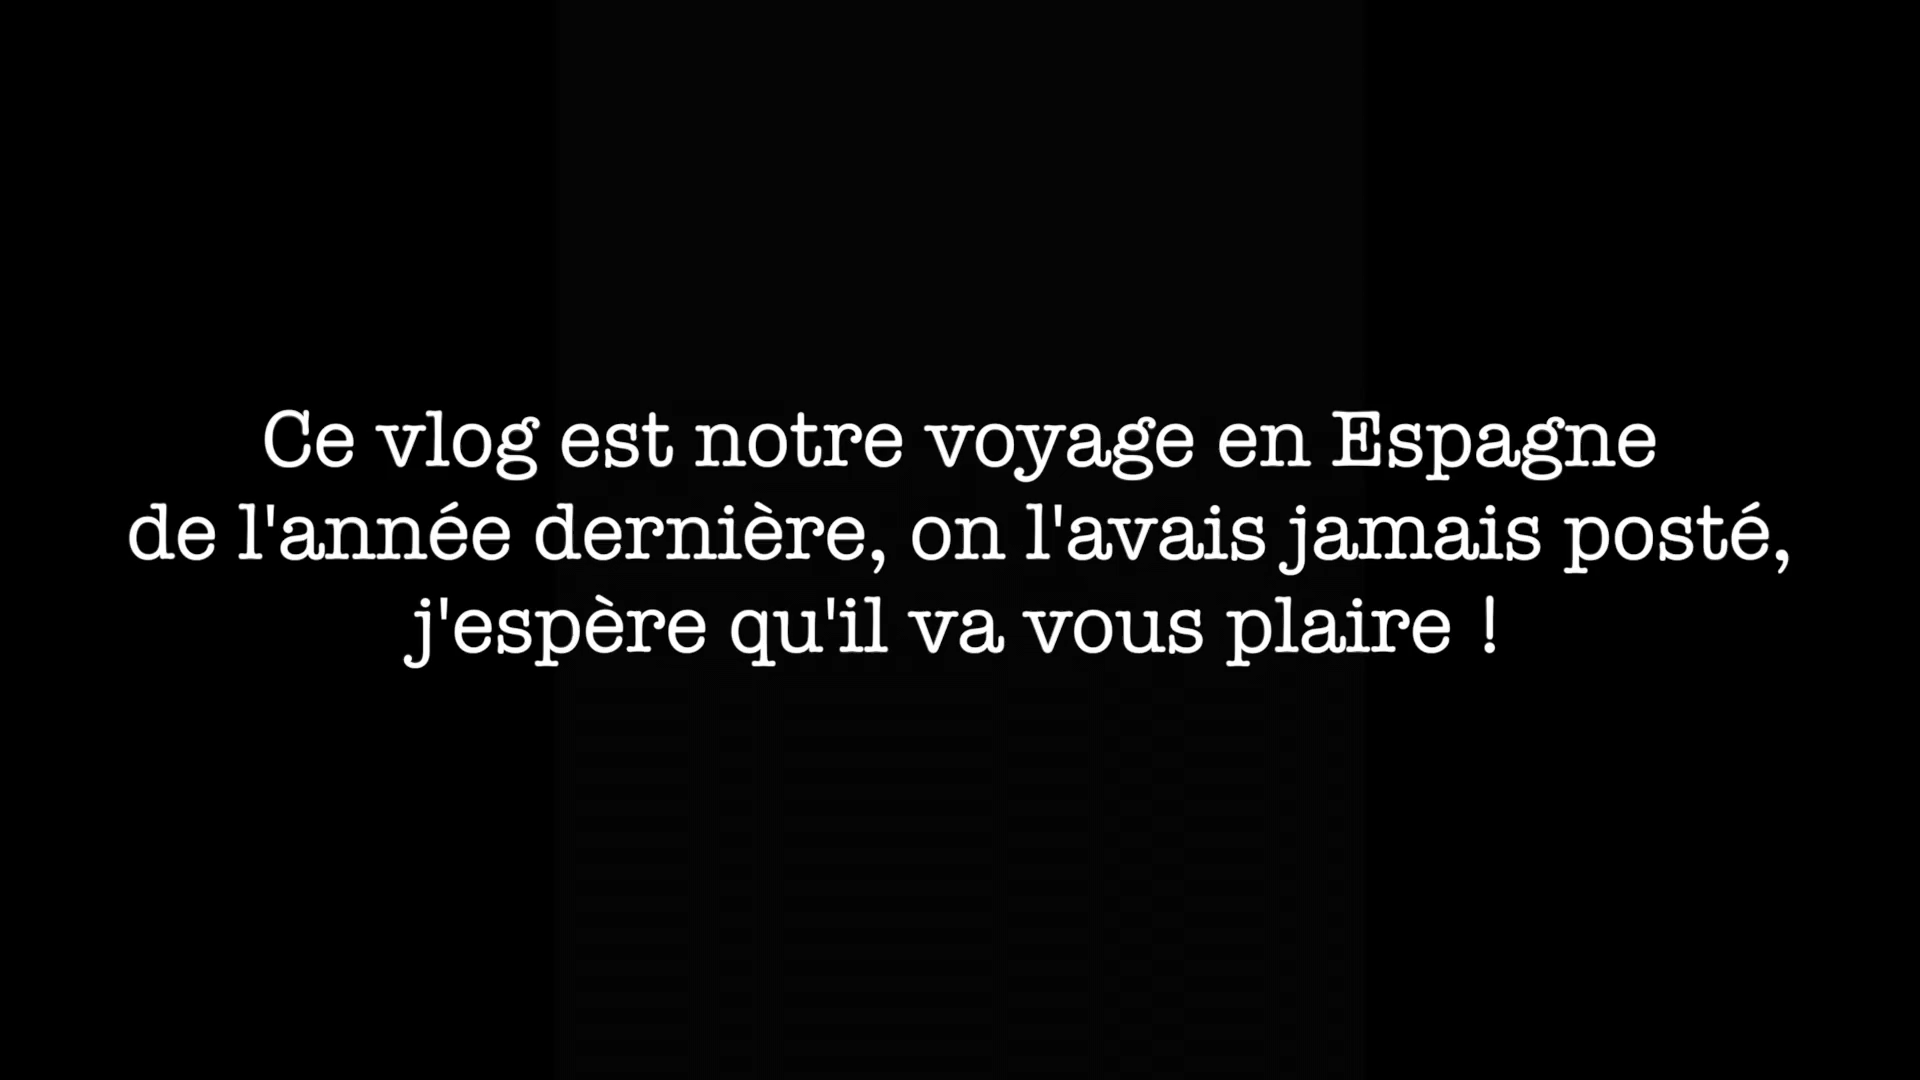 Ce vlog est notre voyage en Espagne
de l'année dernière, on l'avais jamais posté,
j'espère qu'il va vous plaire !